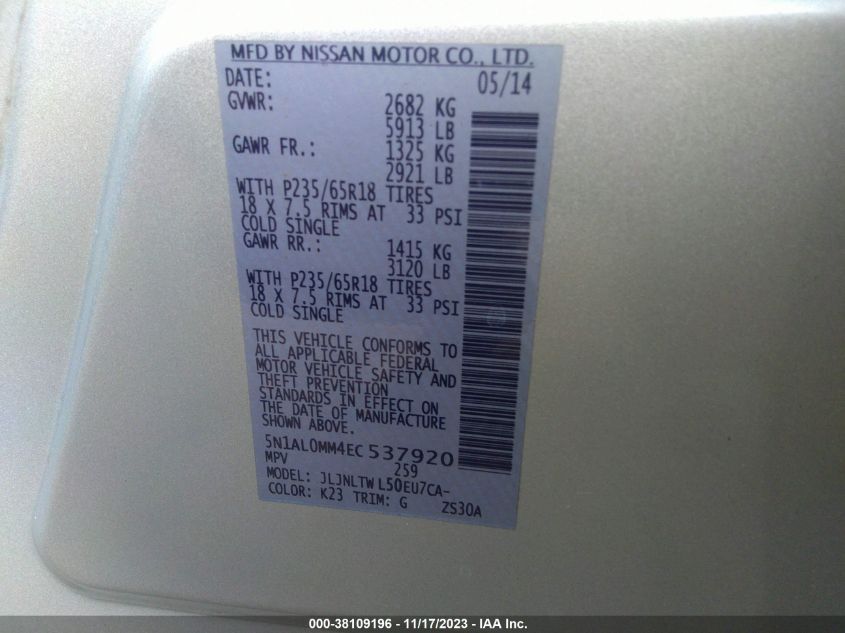 MFD BY NISSAN MOTOR CO., LTD.
DATE: 05/14
GVWR: 2682 KG
5913 LB
GAWR FR.: 1325 KG
2921 LB
WITH P235/65R18 TIRES
18 X 7.5 RIMS AT 33 PSI
COLD SINGLE
GAWR RR.: 1415 KG
3120 LB
WITH P235/65R18 TIRES
18 X 7.5 RIMS AT 33 PSI
COLD SINGLE
THIS VEHICLE CONFORMS TO
ALL APPLICABLE FEDERAL
MOTOR VEHICLE SAFETY AND
THEFT PREVENTION
STANDARDS IN EFFECT ON
THE DATE OF MANUFACTURE
SHOWN ABOVE.
5N1AL0MM4EC 537920
MPV 259
MODEL: JLJNLTW L50EU7CA-
COLOR: K23 TRIM: G ZS30A
000-38109196 - 11/17/2023 - IAA Inc.